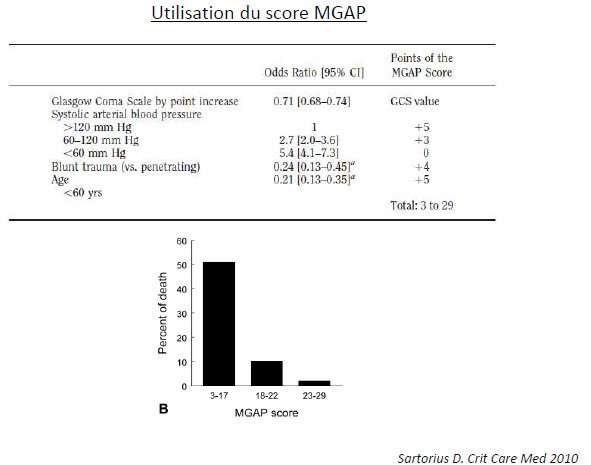 Utilisation du score MGAP
Points of the
Odds Ratio [95% CI] MGAP Score
Glasgow Coma Scale by point increase 0.71 [0.68–0.74] GCS value
Systolic arterial blood pressure
>120 mm Hg 1 +5
60–120 mm Hg 2.7 [2.0–3.6] +3
<60 mm Hg 5.4 [4.1–7.3] 0
Blunt trauma (vs. penetrating) 0.24 [0.13–0.45]a +4
Age 0.21 [0.13–0.35]a +5
<60 yrs
Total: 3 to 29
60
50
40
30
20
10
0
Percent of death
3-17 18-22 23-29
B MGAP score
Sartorius D. Crit Care Med 2010